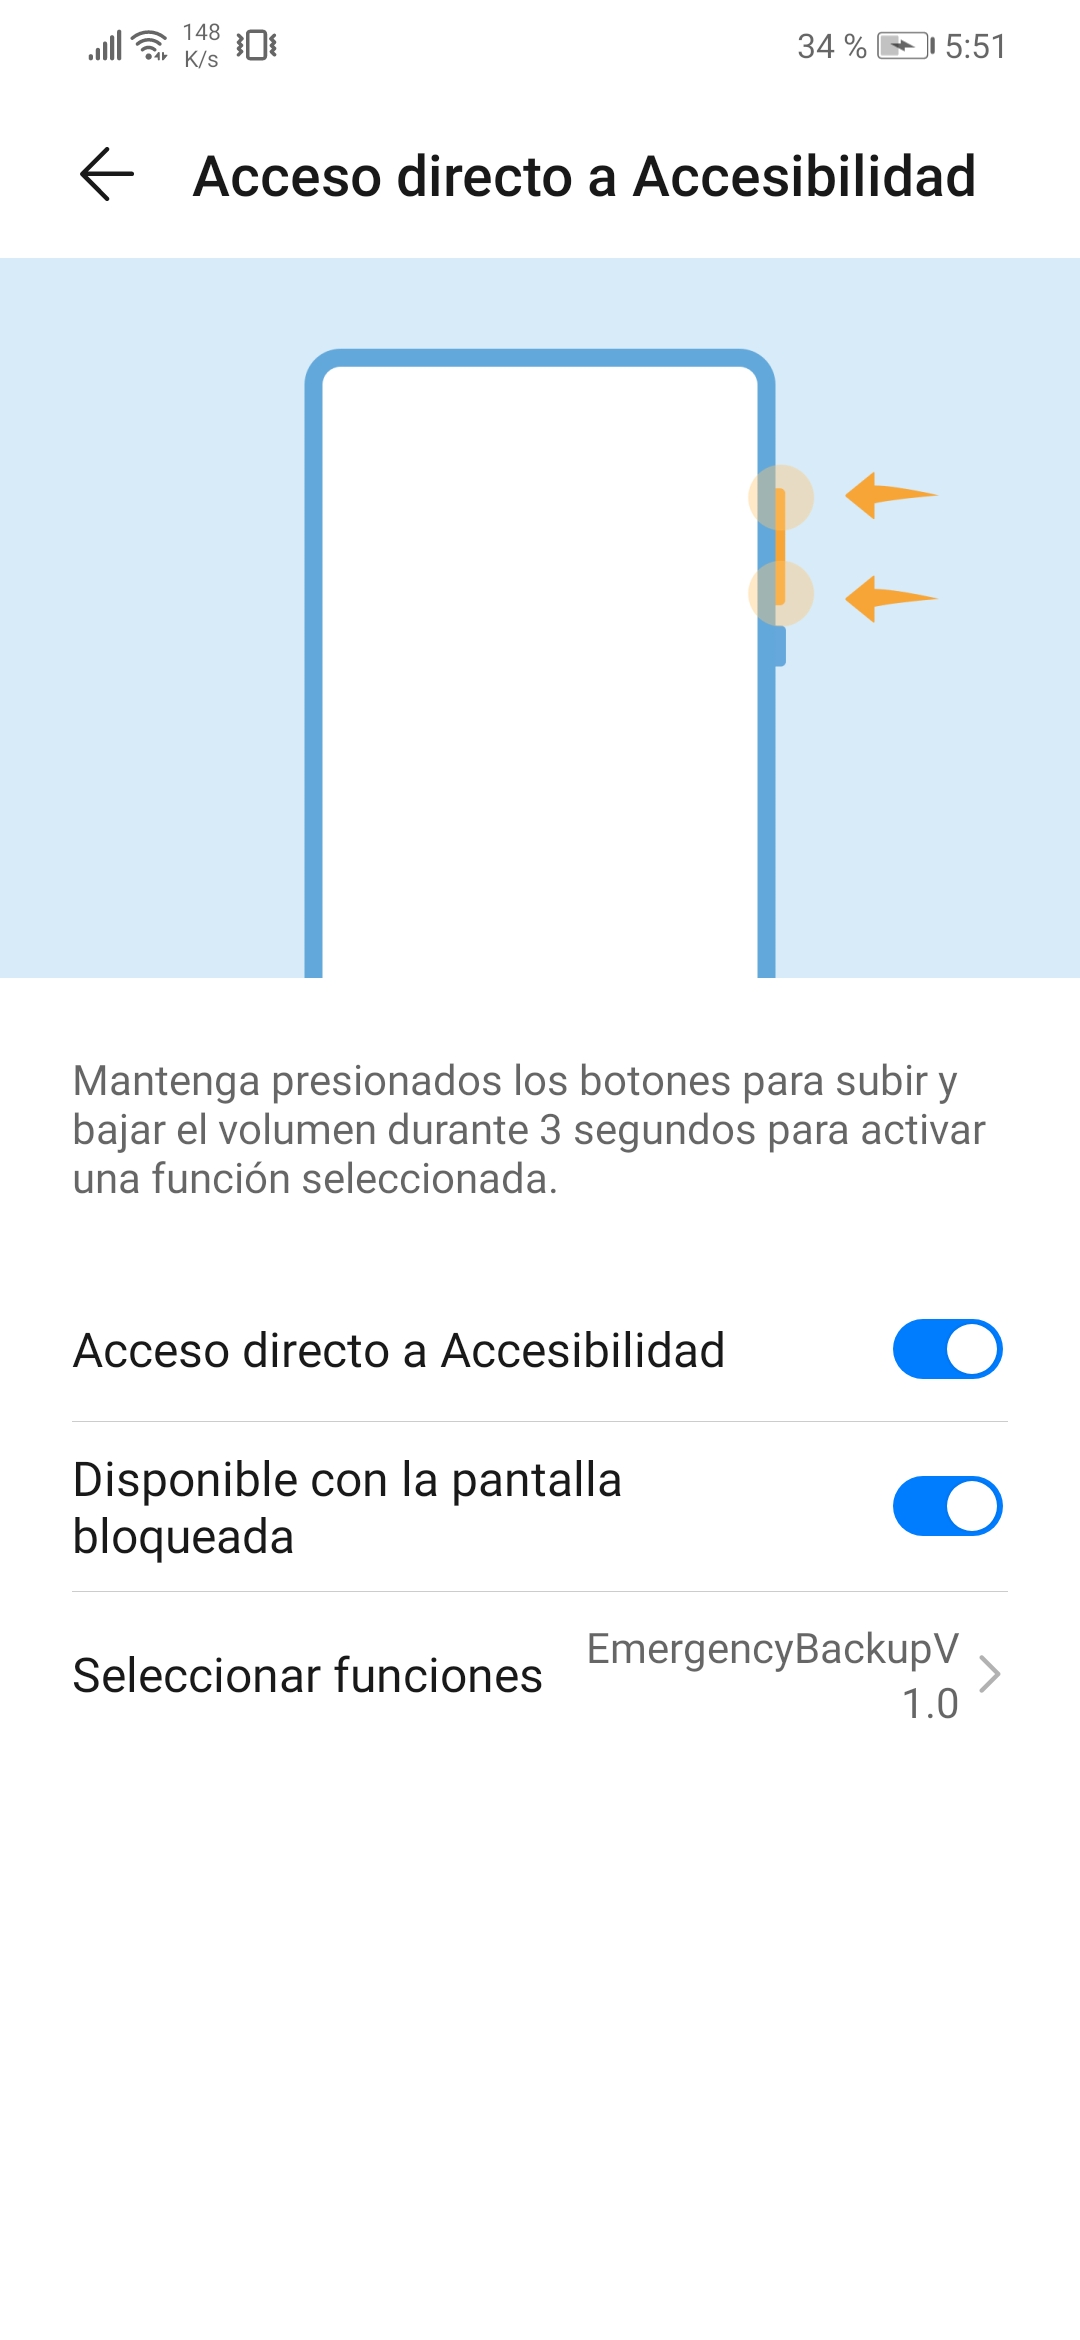 148
K/s
34 %
5:51
Acceso directo a Accesibilidad
Mantenga presionados los botones para subir y
bajar el volumen durante 3 segundos para activar
una función seleccionada.
Acceso directo a Accesibilidad
Disponible con la pantalla
bloqueada
Seleccionar funciones
EmergencyBackupV
1.0